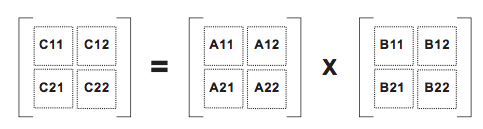 C11 C12 A11 A12 B11 B12
= x
C21 C22 A21 A22 B21 B22